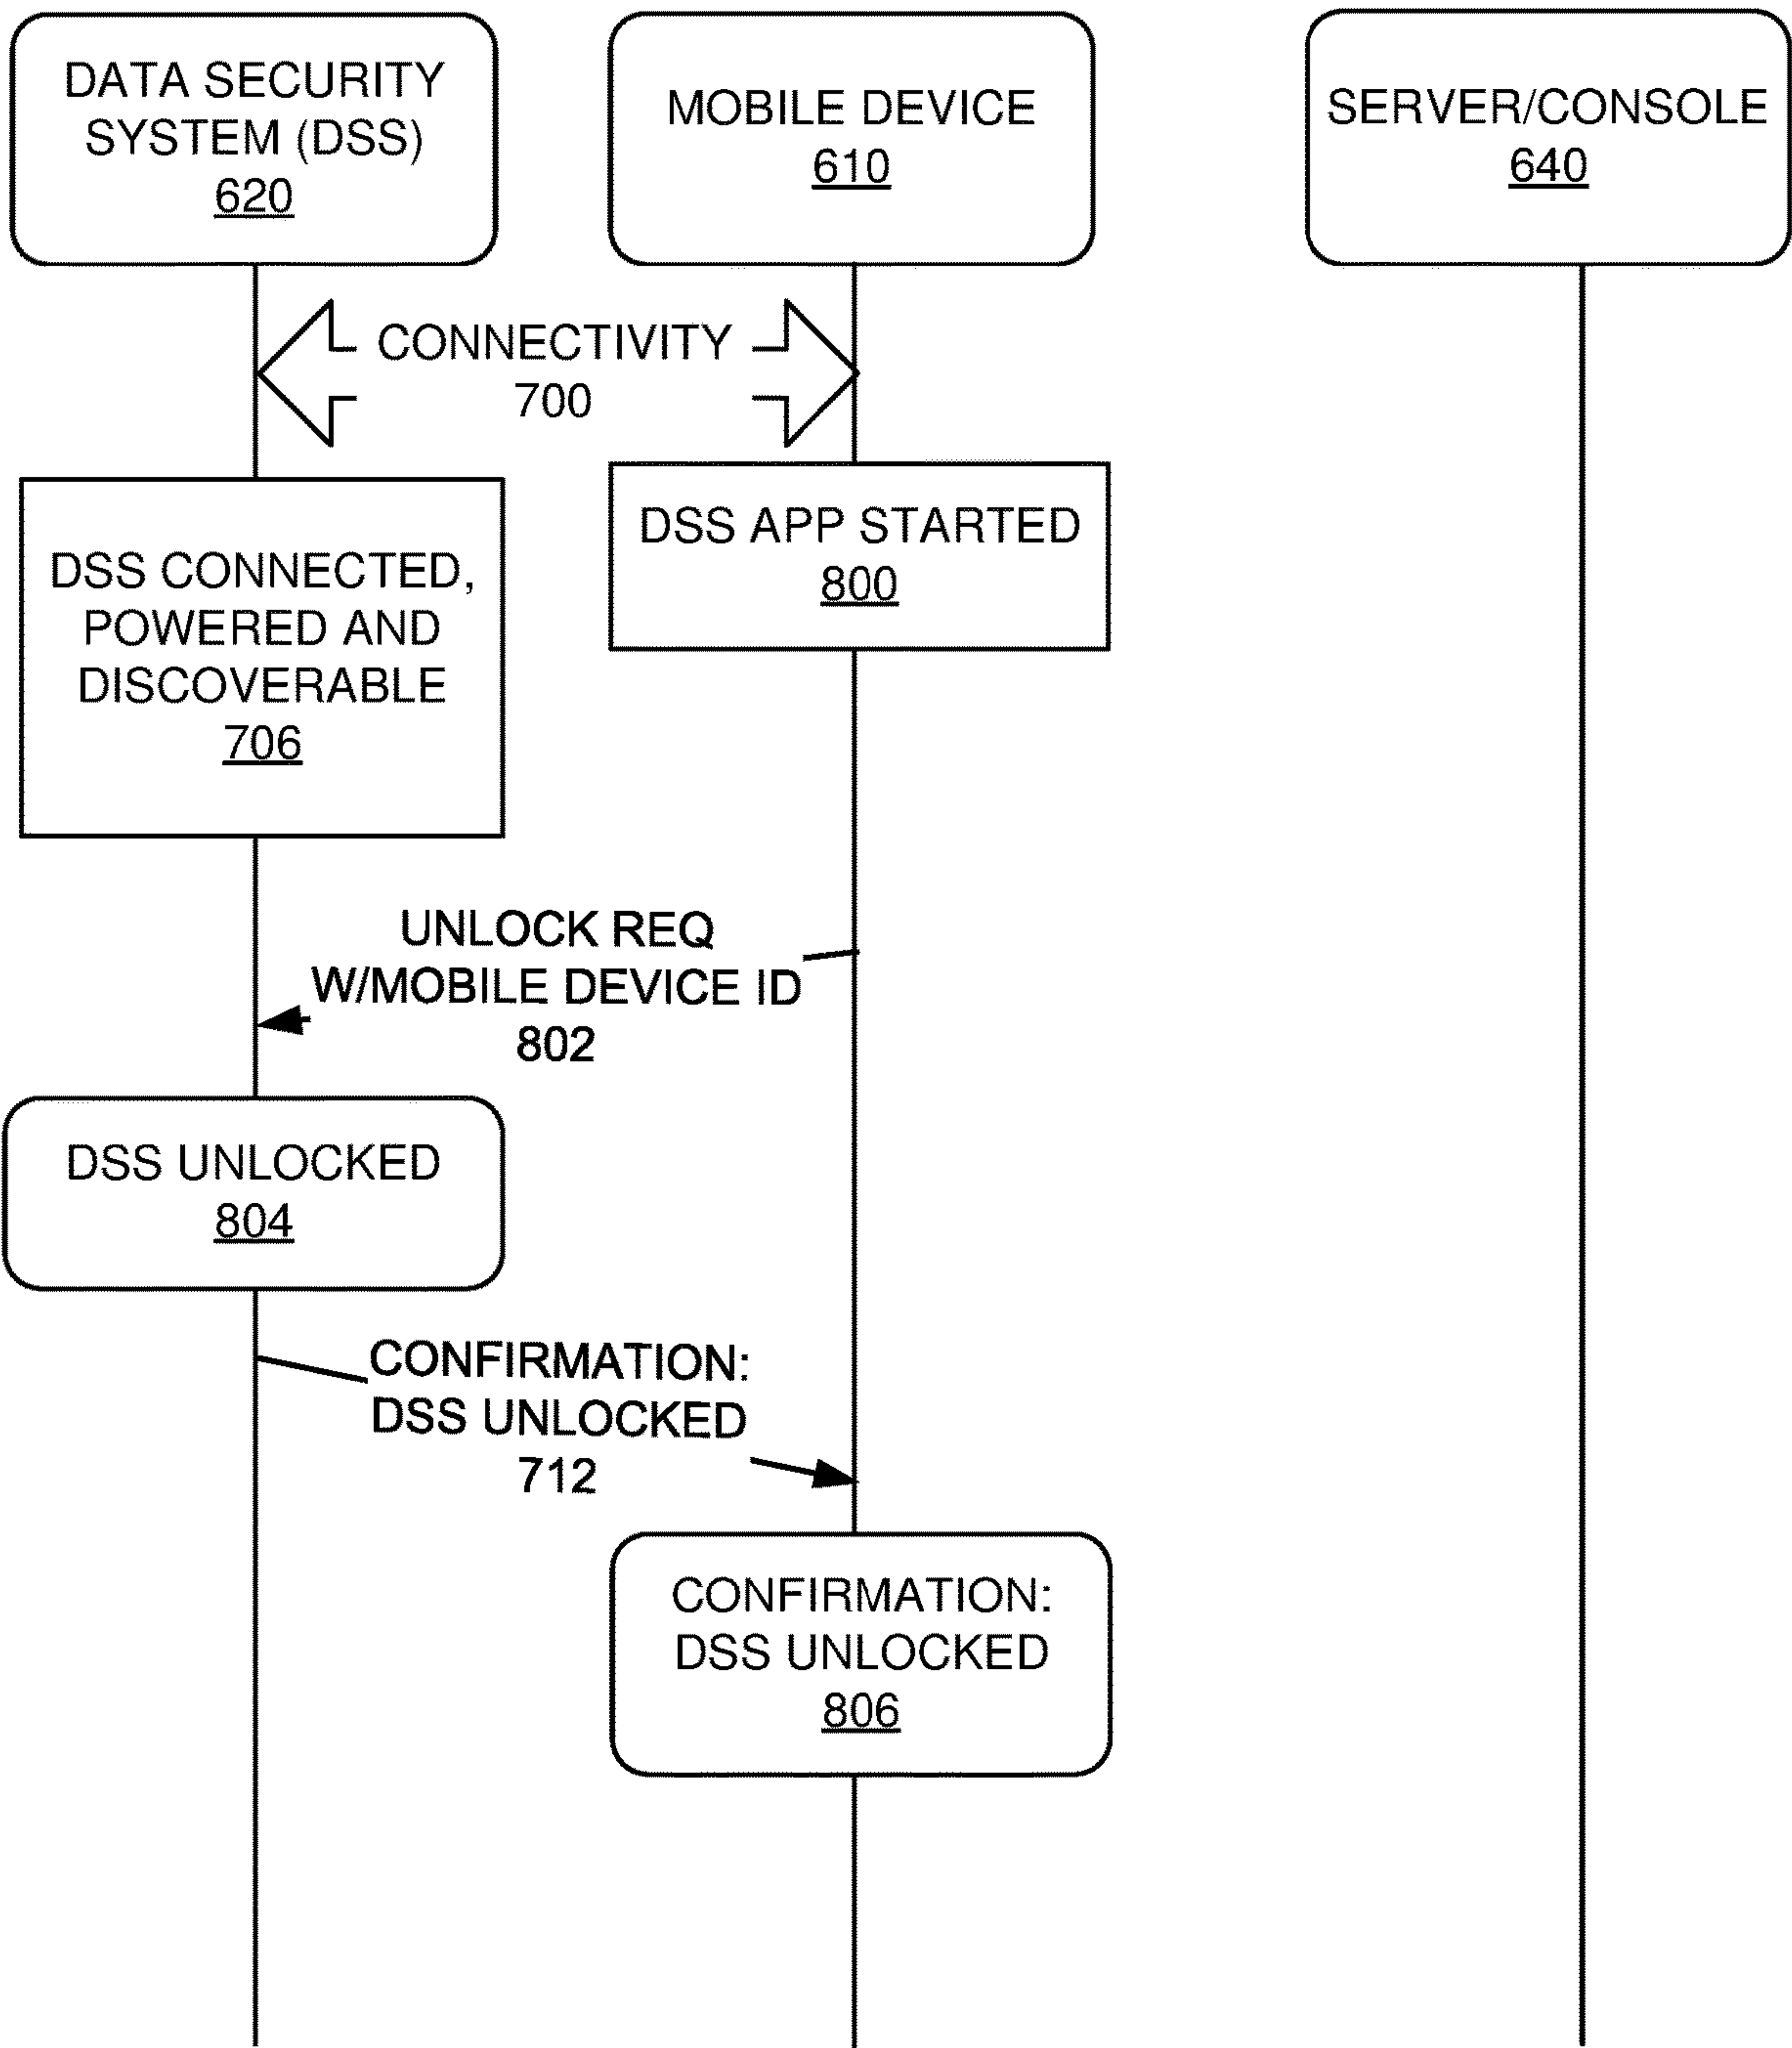 DATA SECURITY
SYSTEM (DSS)
620
MOBILE DEVICE
610
SERVER/CONSOLE
640
CONNECTIVITY
700
DSS CONNECTED,
POWERED AND
DISCOVERABLE
706
DSS APP STARTED
800
UNLOCK REQ
W/MOBILE DEVICE ID
802
DSS UNLOCKED
804
CONFIRMATION:
DSS UNLOCKED
712
CONFIRMATION:
DSS UNLOCKED
806